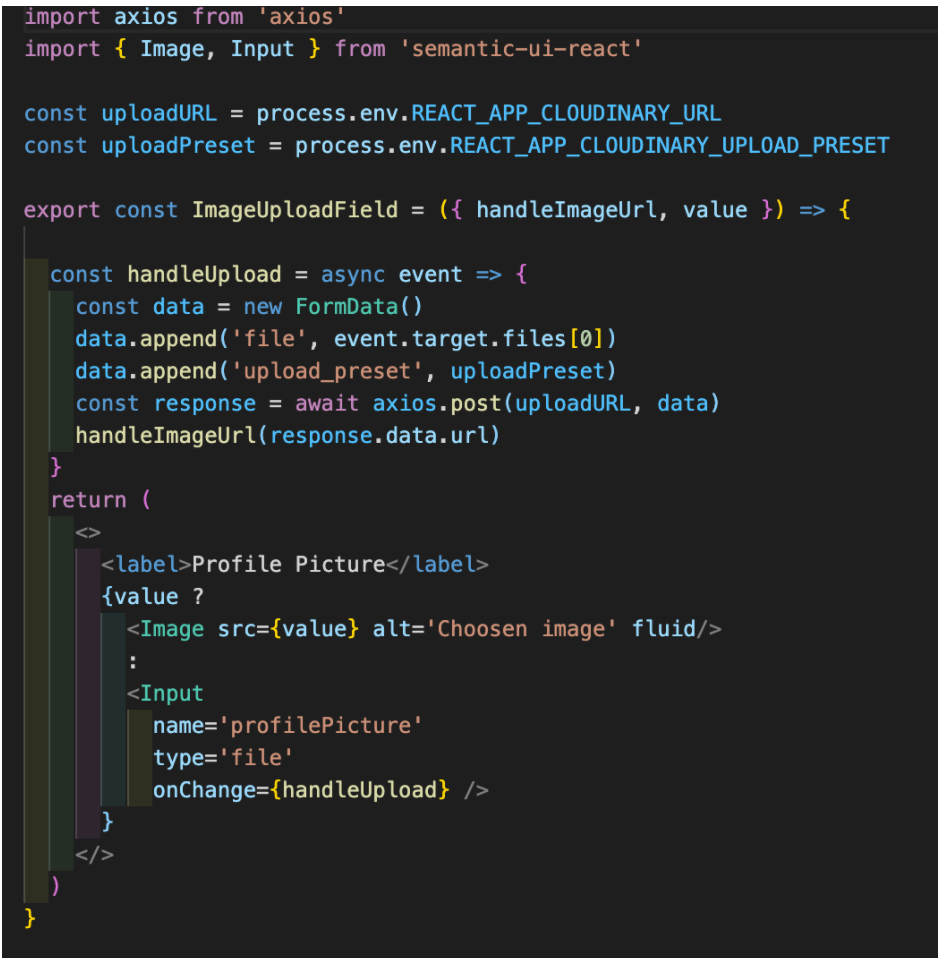 import axios from 'axios'
import { Image, Input } from 'semantic-ui-react'
const uploadURL = process.env.REACT_APP_CLOUDINARY_URL
const uploadPreset = process.env.REACT_APP_CLOUDINARY_UPLOAD_PRESET
export const ImageUploadField = ({ handleImageUrl, value }) => {
const handleUpload = async event => {
const data = new FormData()
data.append('file', event.target.files[0])
data.append('upload_preset', uploadPreset)
const response = await axios.post(uploadURL, data)
handleImageUrl(response.data.url)
}
return (
<>
<label>Profile Picture</label>
{value ?
<Image src={value} alt='Choosen image' fluid/>
:
<Input
name='profilePicture'
type='file'
onChange={handleUpload} />
}
</>
)
}